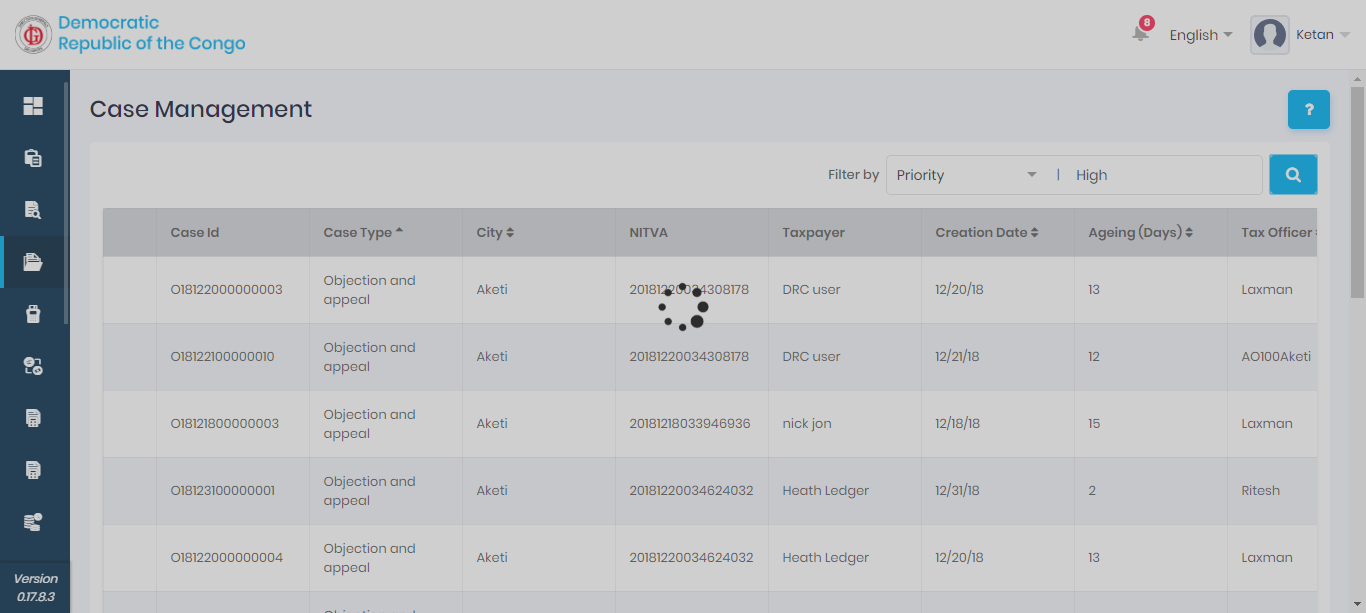 Democratic
Republic of the Congo
8
English
Ketan
Case Management
?
Filter by
Priority
|
High
Case Id
Case Type
City
NITVA
Taxpayer
Creation Date
Ageing (Days)
Tax Officer
O18122000000003
Objection and
appeal
Aketi
20181220034308178
DRC user
12/20/18
13
Laxman
O18122100000010
Objection and
appeal
Aketi
20181220034308178
DRC user
12/21/18
12
AO100Aketi
O18121800000003
Objection and
appeal
Aketi
20181218033946936
nick jon
12/18/18
15
Laxman
O18123100000001
Objection and
appeal
Aketi
20181220034624032
Heath Ledger
12/31/18
2
Ritesh
O18122000000004
Objection and
appeal
Aketi
20181220034624032
Heath Ledger
12/20/18
13
Laxman
Version
0.17.8.3